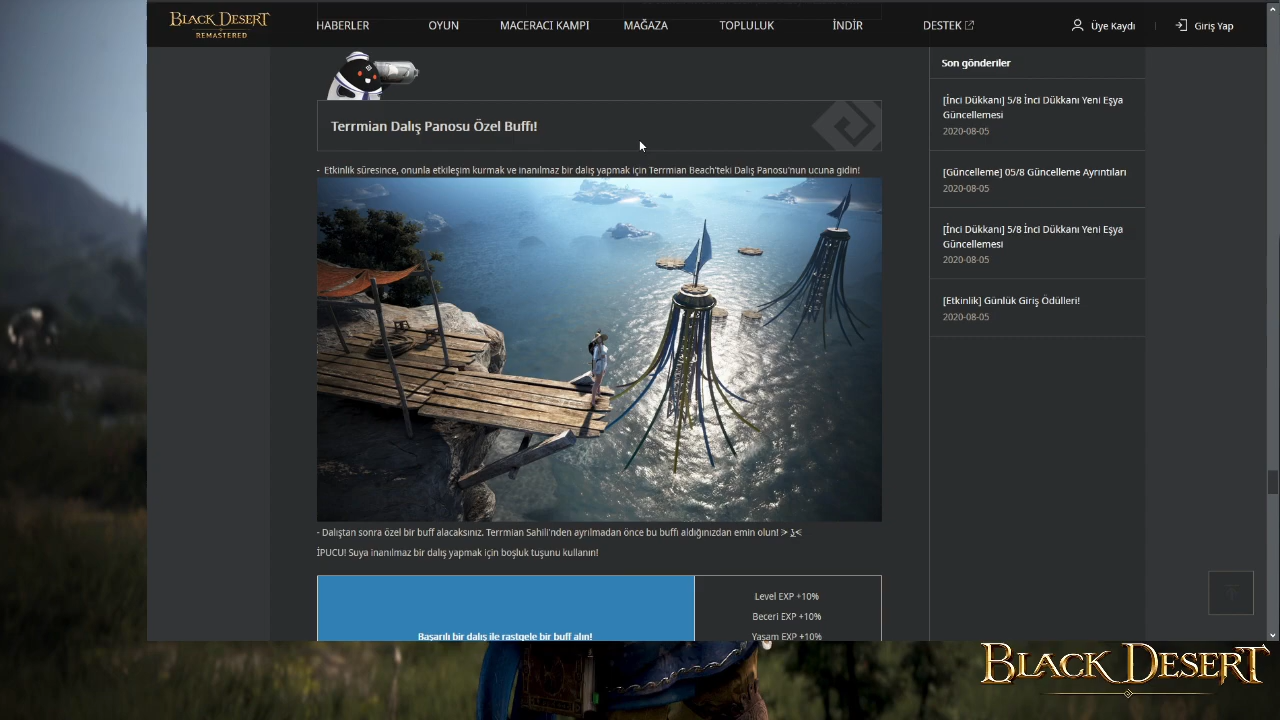 BLACK DESERT
REMASTERED
HABERLER
OYUN
MACERACI KAMPI
MAĞAZA
TOPLULUK
İNDİR
DESTEK
Üye Kaydı
Giriş Yap
Terrmian Dalış Panosu Özel Buffı!
- Etkinlik süresince, onunla etkileşim kurmak ve inanılmaz bir dalış yapmak için Terrmian Beach'teki Dalış Panosu'nun ucuna gidin!
- Dalıştan sonra özel bir buff alacaksınız. Terrmian Sahili'nden ayrılmadan önce bu buffı aldığınızdan emin olun! > 3<
İPUCU! Suya inanılmaz bir dalış yapmak için boşluk tuşunu kullanın!
Başarılı bir dalış ile rastgele bir buff alın!
Level EXP +10%
Beceri EXP +10%
Yaşam EXP +10%
Son gönderiler
[İnci Dükkanı] 5/8 İnci Dükkanı Yeni Eşya
Güncellemesi
2020-08-05
[Güncelleme] 05/8 Güncelleme Ayrıntıları
2020-08-05
[İnci Dükkanı] 5/8 İnci Dükkanı Yeni Eşya
Güncellemesi
2020-08-05
[Etkinlik] Günlük Giriş Ödülleri!
2020-08-05
BLACK DESERT